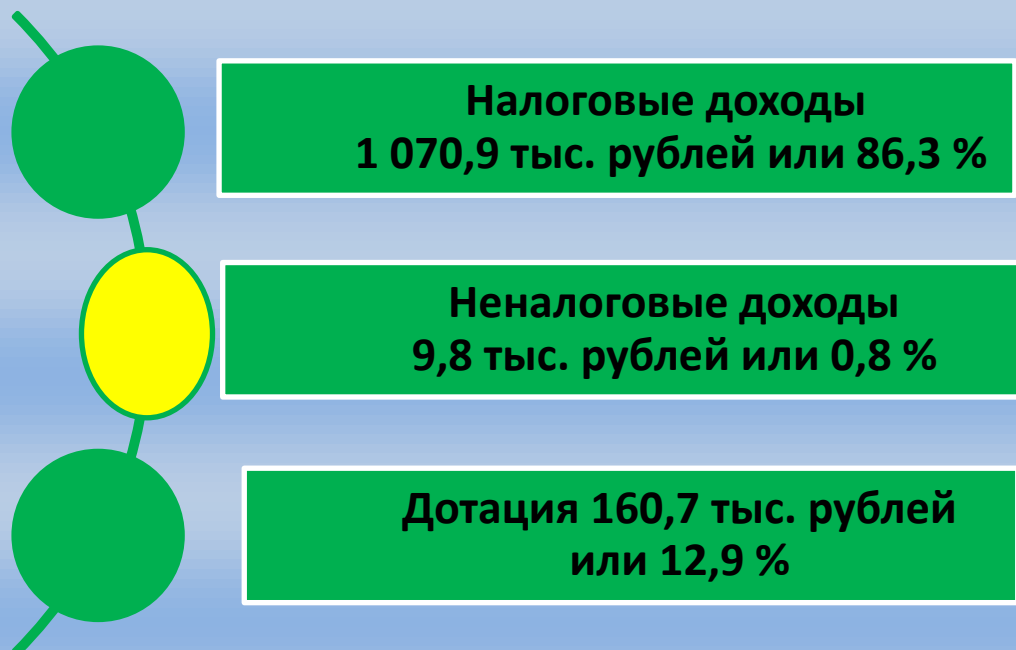 Налоговые доходы
1 070,9 тыс. рублей или 86,3 %
Неналоговые доходы
9,8 тыс. рублей или 0,8 %
Дотация 160,7 тыс. рублей
или 12,9 %